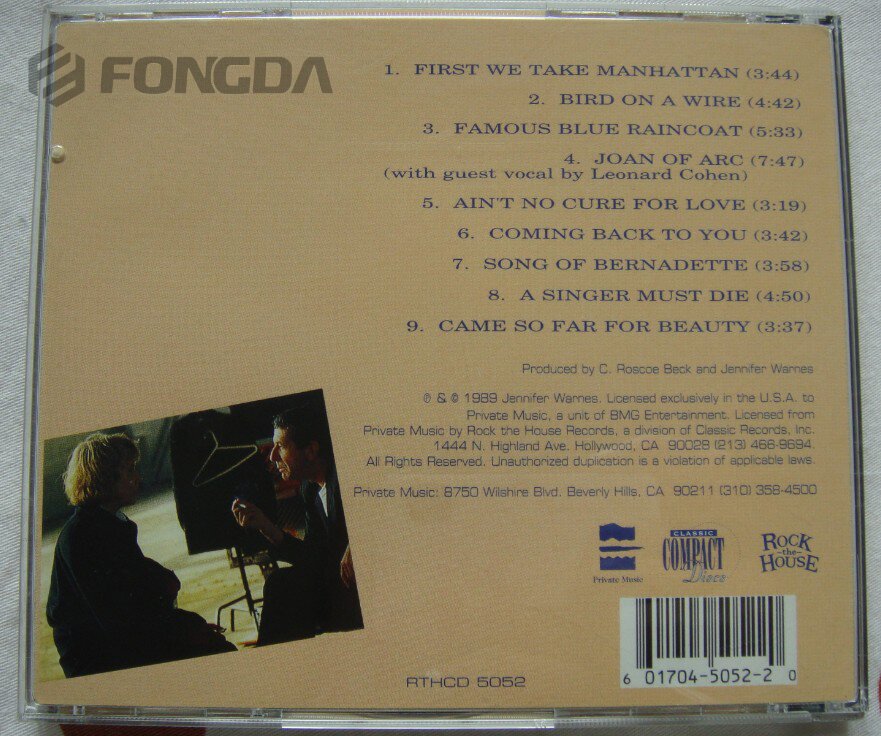 FONGDA
1. FIRST WE TAKE MANHATTAN (3:44)
2. BIRD ON A WIRE (4:42)
3. FAMOUS BLUE RAINCOAT (5:33)
4. JOAN OF ARC (7:47)
(with guest vocal by Leonard Cohen)
5. AIN'T NO CURE FOR LOVE (3:19)
6. COMING BACK TO YOU (3:42)
7. SONG OF BERNADETTE (3:58)
8. A SINGER MUST DIE (4:50)
9. CAME SO FAR FOR BEAUTY (3:37)
Produced by C. Roscoe Beck and Jennifer Warnes
℗ & © 1989 Jennifer Warnes. Licensed exclusively in the U.S.A. to
Private Music, a unit of BMG Entertainment. Licensed from
Private Music by Rock the House Records, a division of Classic Records, Inc.
1444 N. Highland Ave. Hollywood, CA 90028 (213) 466-9694
All Rights Reserved. Unauthorized duplication is a violation of applicable laws.
Private Music: 8750 Wilshire Blvd. Beverly Hills, CA 90211 (310) 358-4500
Private Music
CLASSIC
COMPACT
Discs
ROCK
the
HOUSE
RTHCD 5052
6 01704-5052-2 0